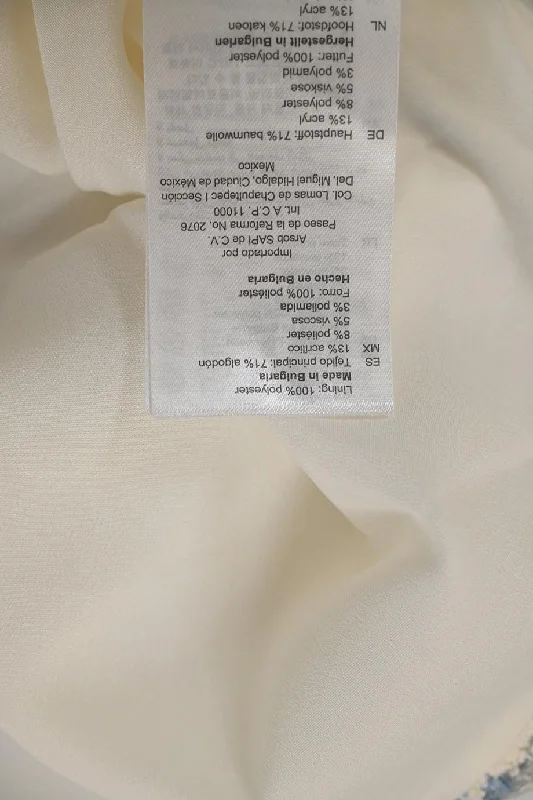 Lining: 100% polyester
Made in Bulgaria
ES Tejido principal: 71% algodón
MX 13% acrílico
8% poliéster
5% viscosa
3% poliamida
Forro: 100% poliéster
Hecho en Bulgaria
Importado por
Arsob SAPI de C.V.
Paseo de la Reforma No. 2076
Int. A C.P. 11000
Col. Lomas de Chapultepec I Sección
Del. Miguel Hidalgo, Ciudad de México
Mexico
DE Hauptstoff: 71% baumwolle
13% acryl
8% polyester
5% viskose
3% polyamid
Futter: 100% polyester
Hergestellt in Bulgarien
NL Hoofdstof: 71% katoen
13% acryl